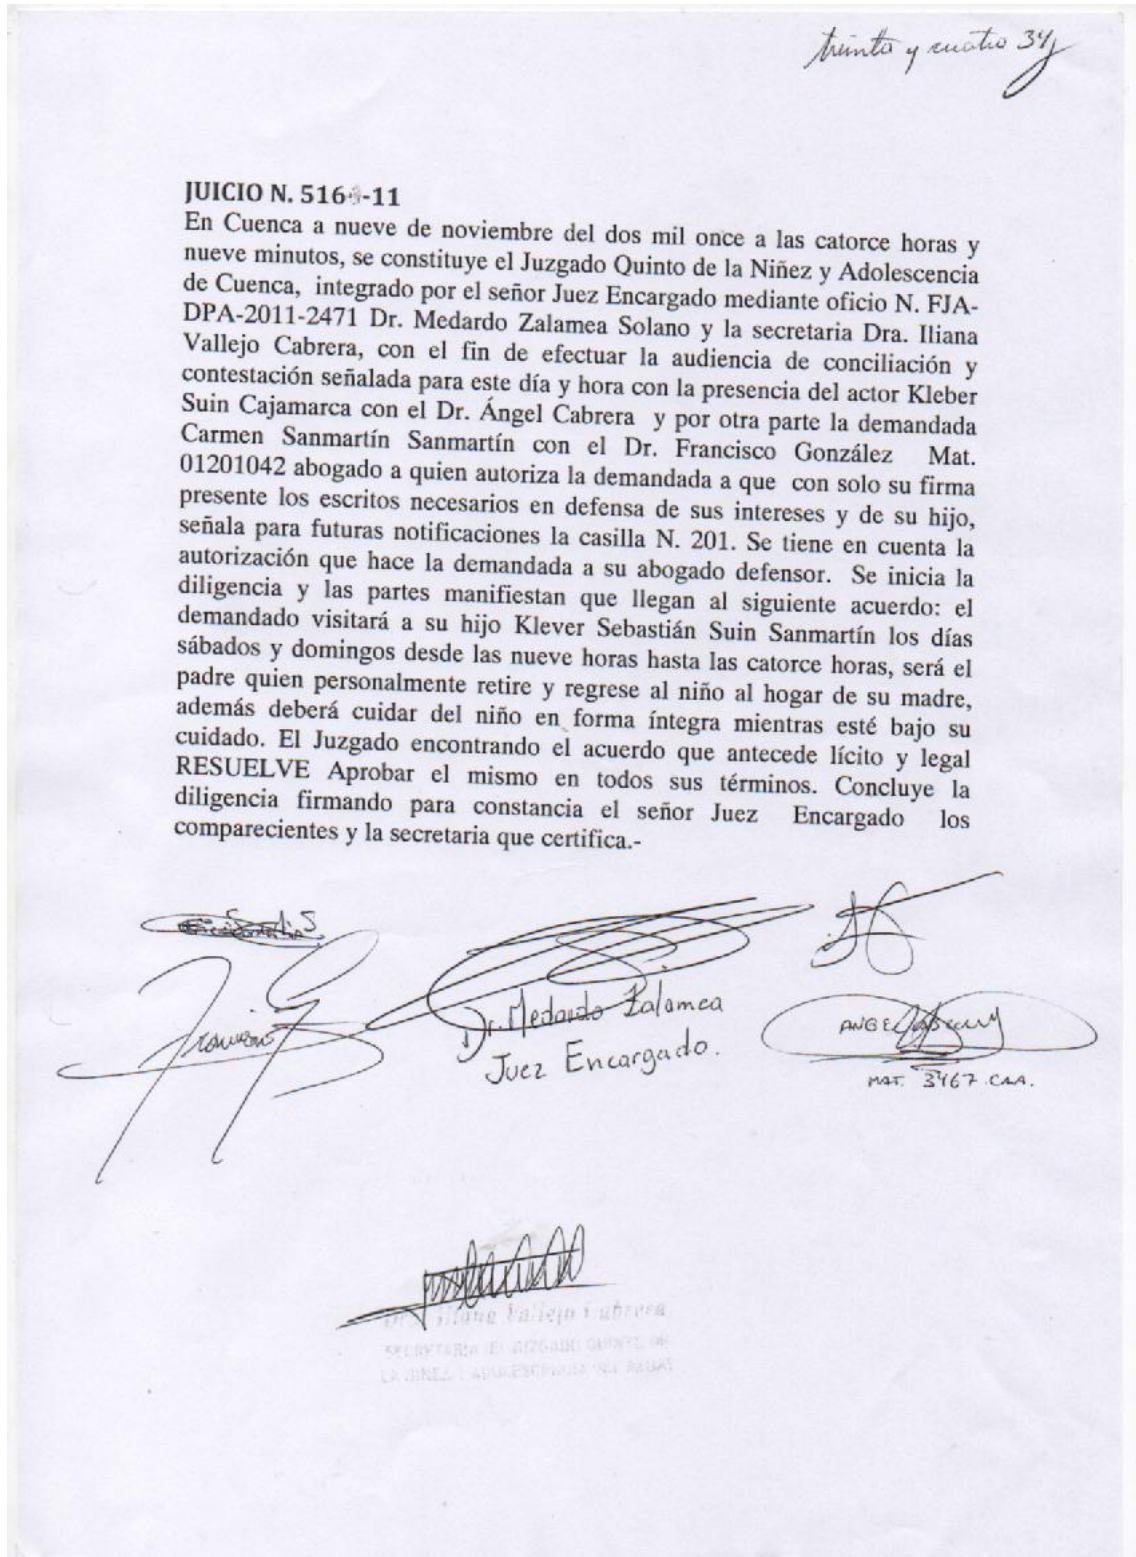 treinta y cuatro 34
JUICIO N. 516 -11
En Cuenca a nueve de noviembre del dos mil once a las catorce horas y
nueve minutos, se constituye el Juzgado Quinto de la Niñez y Adolescencia
de Cuenca, integrado por el señor Juez Encargado mediante oficio N. FJA-
DPA-2011-2471 Dr. Medardo Zalamea Solano y la secretaria Dra. Iliana
Vallejo Cabrera, con el fin de efectuar la audiencia de conciliación y
contestación señalada para este día y hora con la presencia del actor Kleber
Suin Cajamarca con el Dr. Ángel Cabrera y por otra parte la demandada
Carmen Sanmartín Sanmartín con el Dr. Francisco González Mat.
01201042 abogado a quien autoriza la demandada a que con solo su firma
presente los escritos necesarios en defensa de sus intereses y de su hijo,
señala para futuras notificaciones la casilla N. 201. Se tiene en cuenta la
autorización que hace la demandada a su abogado defensor. Se inicia la
diligencia y las partes manifiestan que llegan al siguiente acuerdo: el
demandado visitará a su hijo Klever Sebastián Suin Sanmartín los días
sábados y domingos desde las nueve horas hasta las catorce horas, será el
padre quien personalmente retire y regrese al niño al hogar de su madre,
además deberá cuidar del niño en forma íntegra mientras esté bajo su
cuidado. El Juzgado encontrando el acuerdo que antecede lícito y legal
RESUELVE Aprobar el mismo en todos sus términos. Concluye la
diligencia firmando para constancia el señor Juez Encargado los
comparecientes y la secretaria que certifica.-
Dr. Medardo Zalamea
Juez Encargado.
ANGEL
MAT. 3467 .CAA.
Iliana Vallejo Cabrera
SECRETARIA DEL JUZGADO QUINTO DE